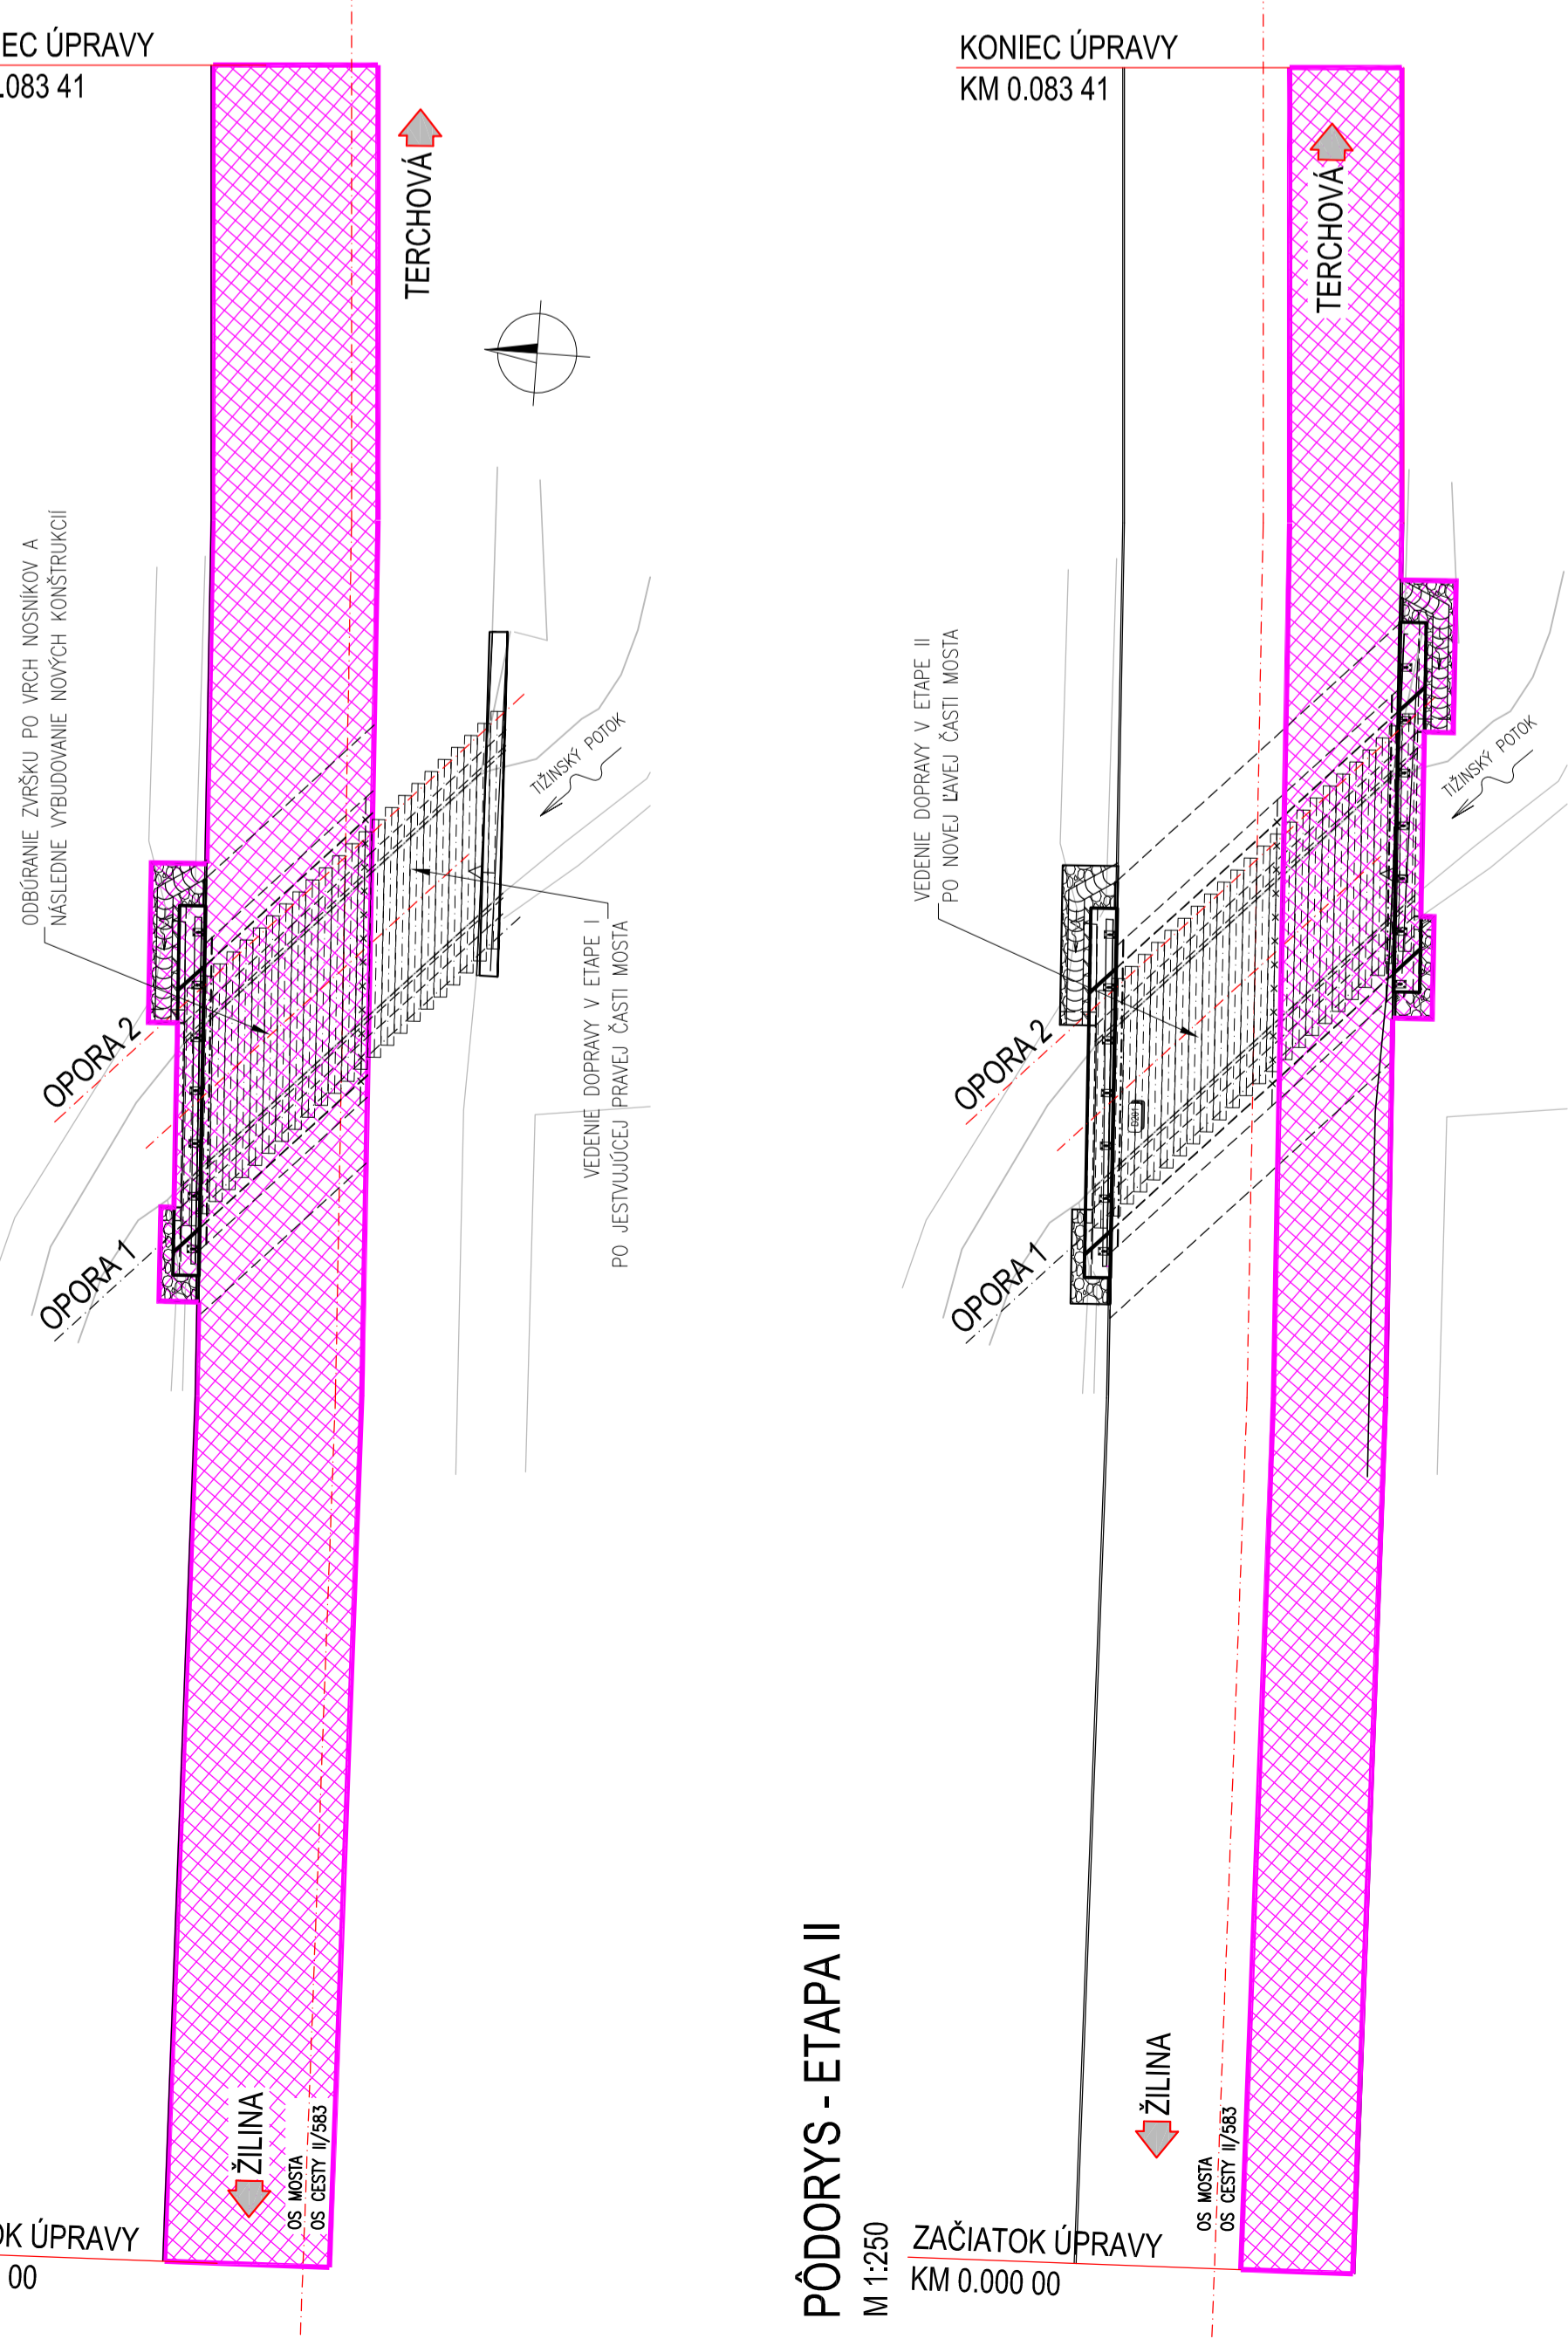 EC ÚPRAVY
.083 41
TERCHOVÁ
ODBÚRANIE ZVRŠKU PO VRCH NOSNÍKOV A
NÁSLEDNE VYBUDOVANIE NOVÝCH KONŠTRUKCIÍ
TIŽINSKÝ POTOK
OPORA 2
OPORA 1
VEDENIE DOPRAVY V ETAPE I
PO JESTVUJÚCEJ PRAVEJ ČASTI MOSTA
ŽILINA
OS MOSTA
OS CESTY II/583
OK ÚPRAVY
00
PÔDORYS - ETAPA II
M 1:250
KONIEC ÚPRAVY
KM 0.083 41
TERCHOVÁ
VEDENIE DOPRAVY V ETAPE II
PO NOVEJ ĽAVEJ ČASTI MOSTA
TIŽINSKÝ POTOK
OPORA 2
OPORA 1
ŽILINA
OS MOSTA
OS CESTY II/583
ZAČIATOK ÚPRAVY
KM 0.000 00